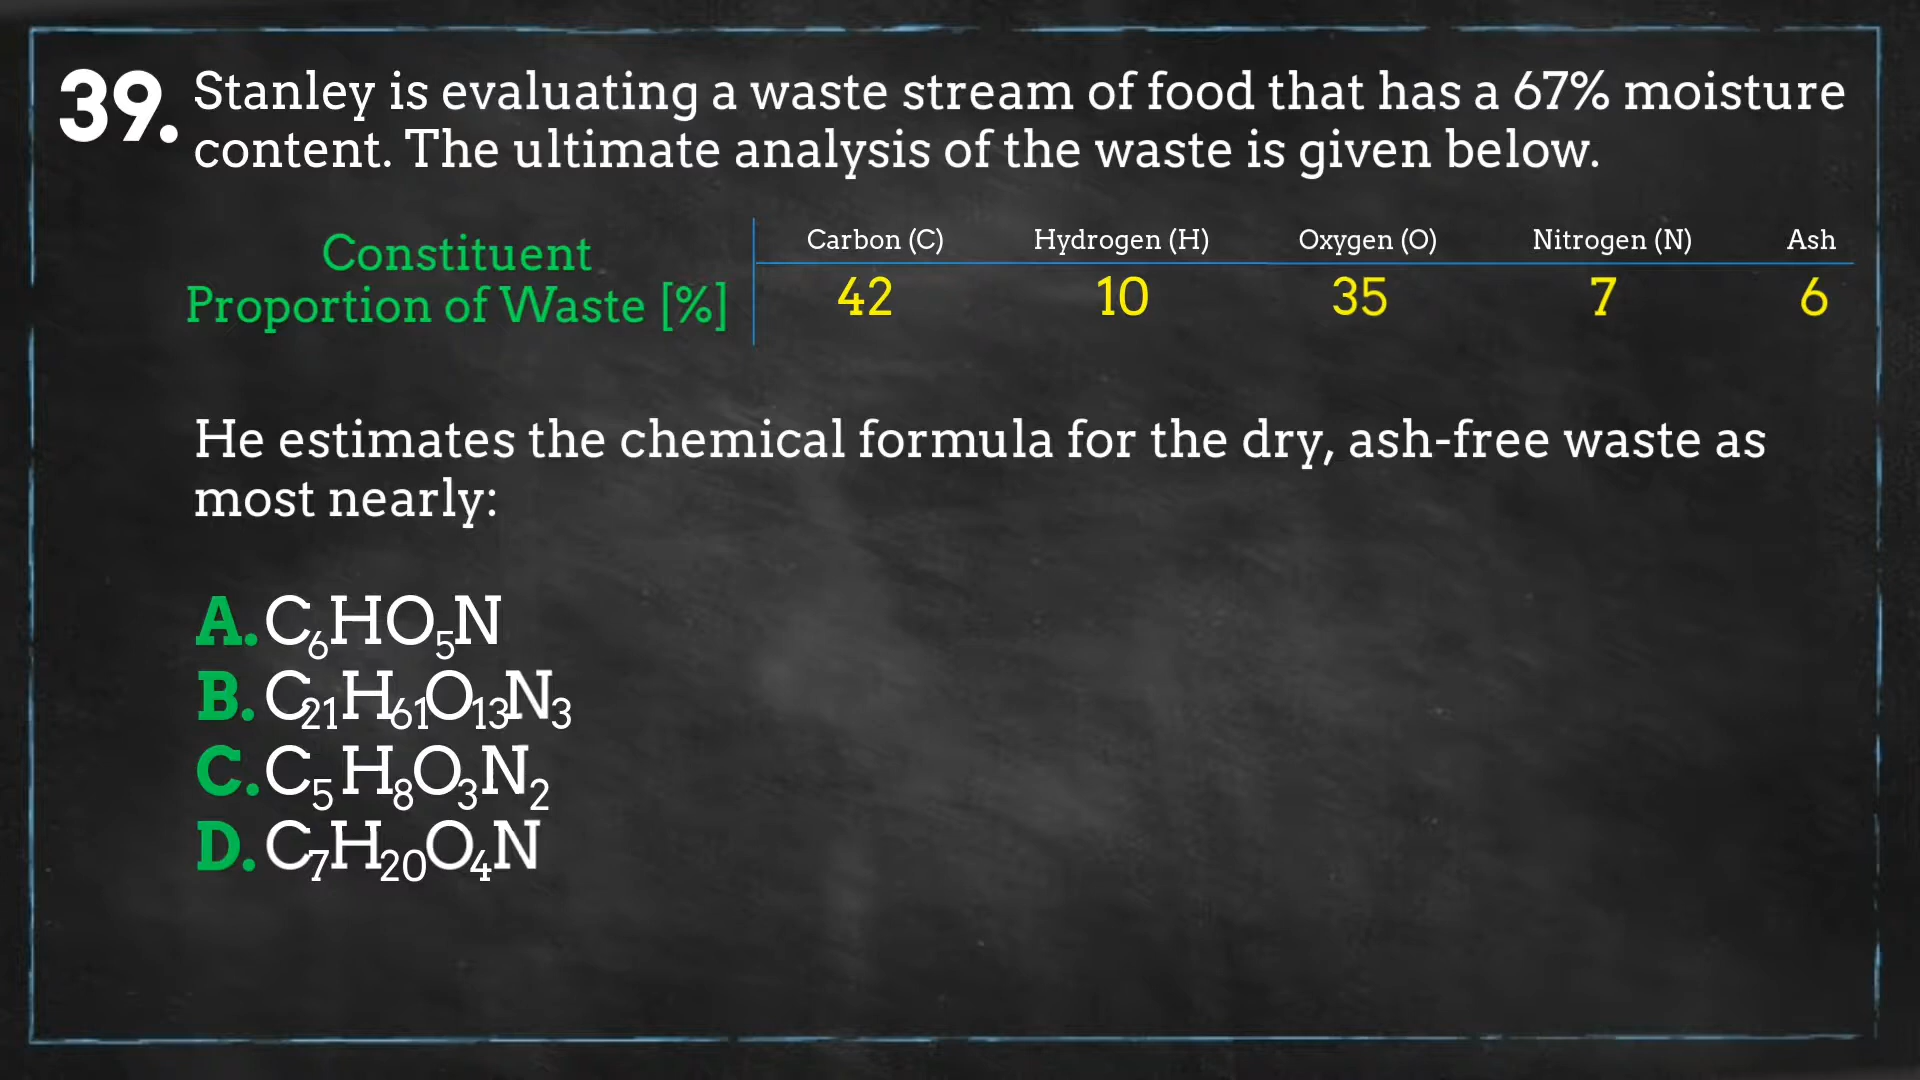 39. Stanley is evaluating a waste stream of food that has a 67% moisture
content. The ultimate analysis of the waste is given below.
Constituent Carbon (C) Hydrogen (H) Oxygen (O) Nitrogen (N) Ash
Proportion of Waste [%] 42 10 35 7 6
He estimates the chemical formula for the dry, ash-free waste as
most nearly:
A. C₆HO₅N
B. C₂₁H₆₁O₁₃N₃
C. C₅H₈O₃N₂
D. C₇H₂₀O₄N